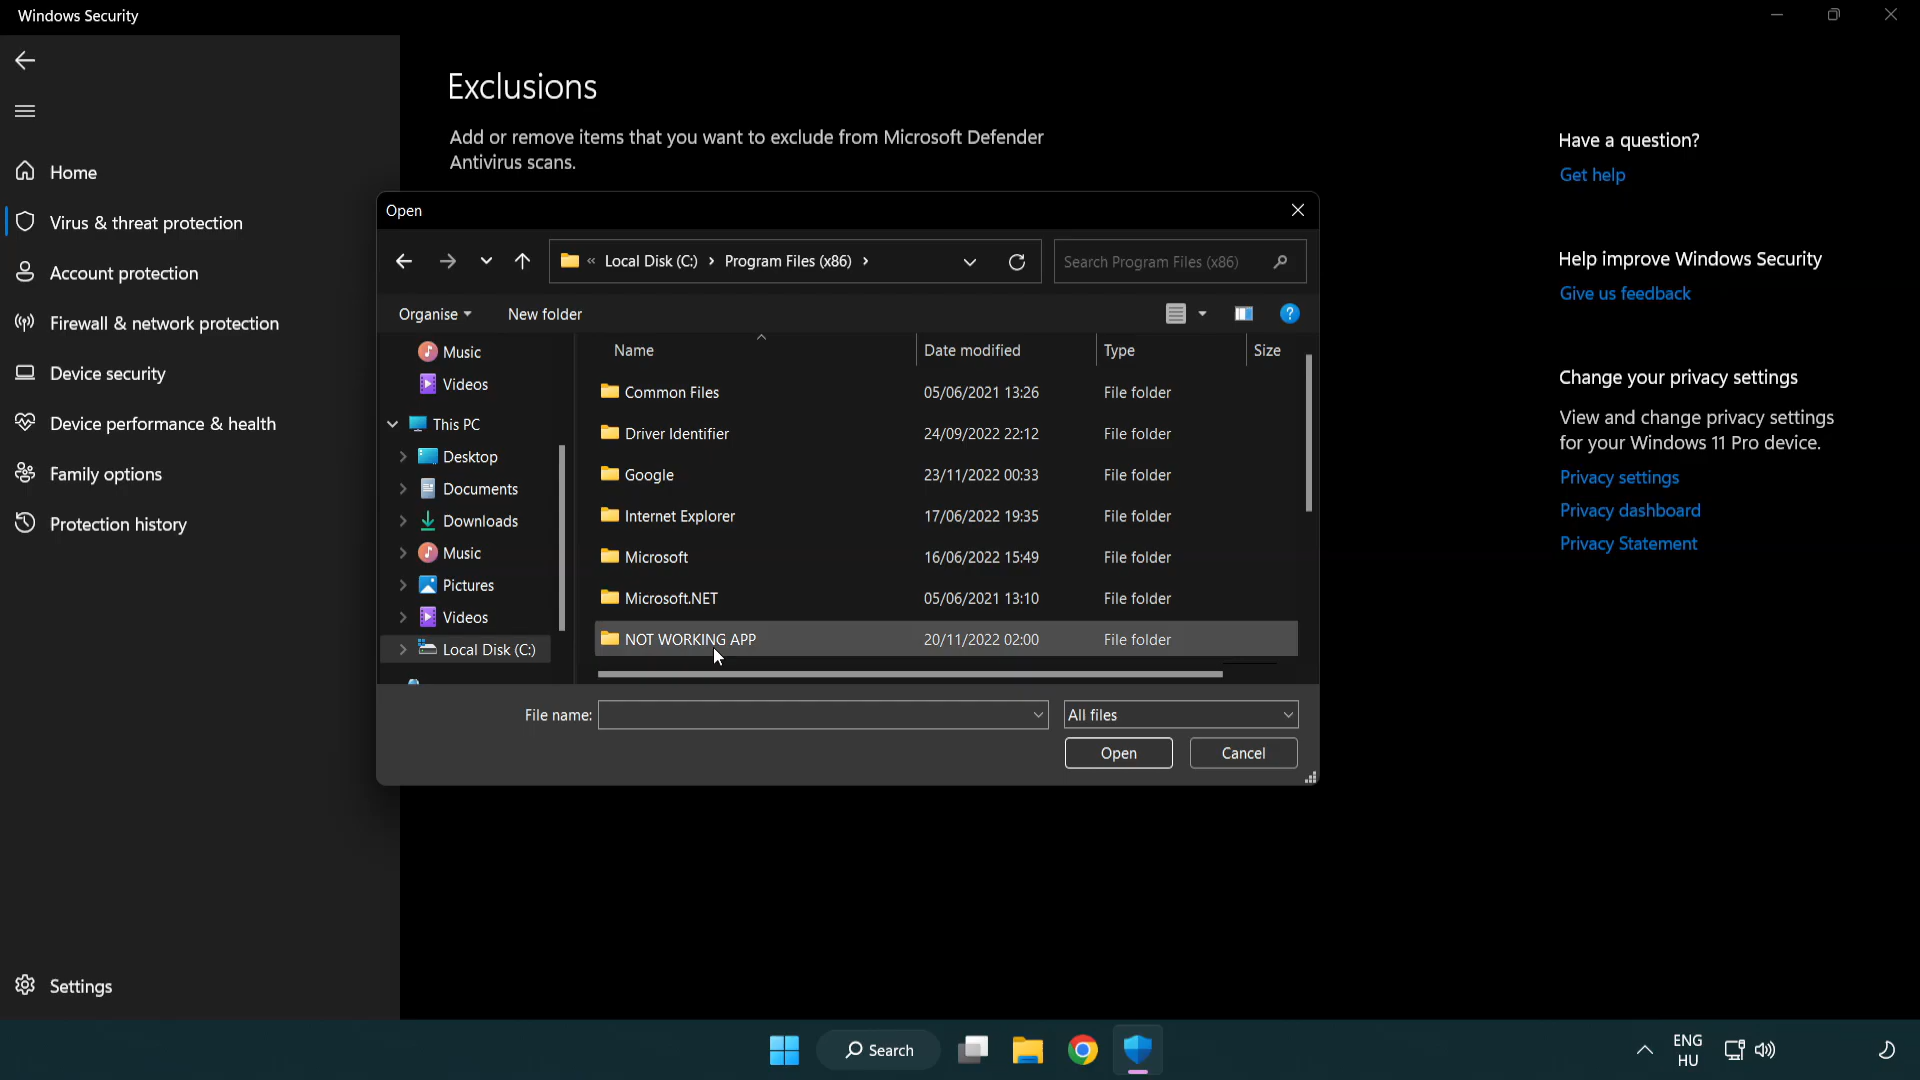 Windows Security
Exclusions
Add or remove items that you want to exclude from Microsoft Defender
Antivirus scans.
Home
Virus & threat protection
Account protection
Firewall & network protection
Device security
Device performance & health
Family options
Protection history
Settings
Open
« Local Disk (C:) > Program Files (x86) >
Search Program Files (x86)
Organise
New folder
?
Music
Videos
This PC
Desktop
Documents
Downloads
Music
Pictures
Videos
Local Disk (C:)
Name Date modified Type Size
Common Files 05/06/2021 13:26 File folder
Driver Identifier 24/09/2022 22:12 File folder
Google 23/11/2022 00:33 File folder
Internet Explorer 17/06/2022 19:35 File folder
Microsoft 16/06/2022 15:49 File folder
Microsoft.NET 05/06/2021 13:10 File folder
NOT WORKING APP 20/11/2022 02:00 File folder
File name:
All files
Open
Cancel
Have a question?
Get help
Help improve Windows Security
Give us feedback
Change your privacy settings
View and change privacy settings
for your Windows 11 Pro device.
Privacy settings
Privacy dashboard
Privacy Statement
Search
ENG
HU